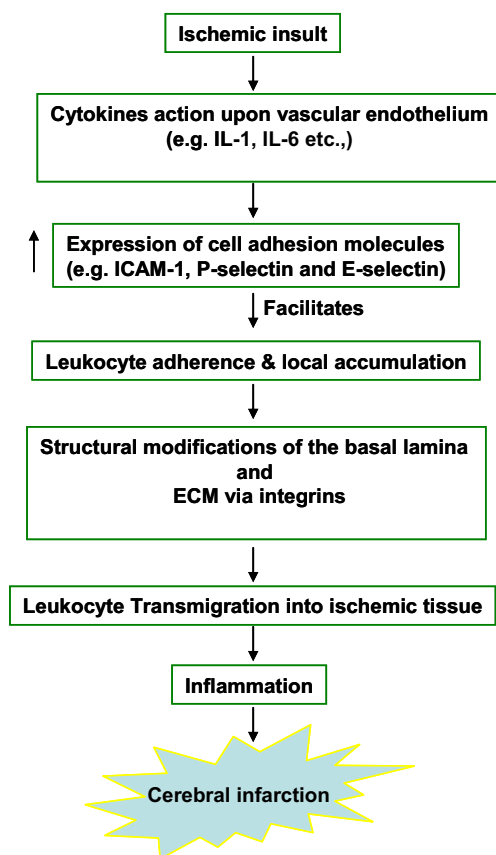 Ischemic insult
Cytokines action upon vascular endothelium
(e.g. IL-1, IL-6 etc.,)
Expression of cell adhesion molecules
(e.g. ICAM-1, P-selectin and E-selectin)
Facilitates
Leukocyte adherence & local accumulation
Structural modifications of the basal lamina
and
ECM via integrins
Leukocyte Transmigration into ischemic tissue
Inflammation
Cerebral infarction